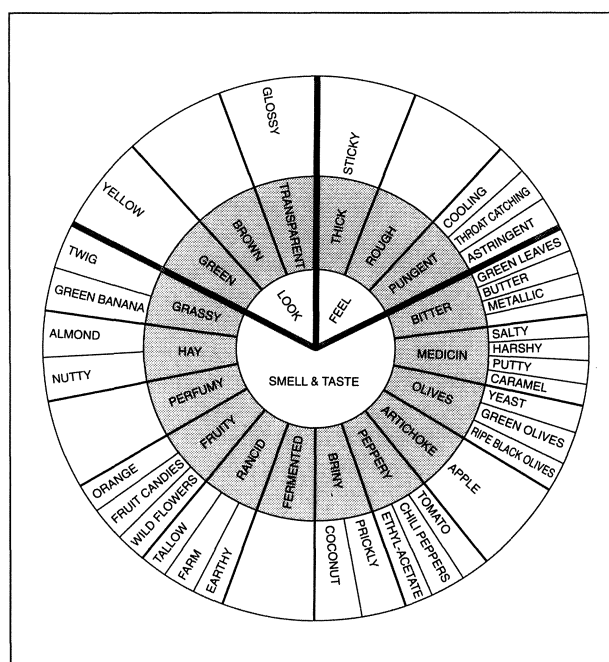 LOOK
FEEL
SMELL & TASTE
TRANSPARENT
THICK
ROUGH
PUNGENT
BITTER
MEDICIN
OLIVES
ARTICHOKE
PEPPERY
BRINY
FERMENTED
RANCID
FRUITY
PERFUMY
HAY
GRASSY
GREEN
BROWN
GLOSSY
STICKY
COOLING
THROAT CATCHING
ASTRINGENT
GREEN LEAVES
BUTTER
METALLIC
SALTY
HARSHY
PUTTY
CARAMEL
YEAST
GREEN OLIVES
RIPE BLACK OLIVES
APPLE
TOMATO
CHILI PEPPERS
ETHYL-ACETATE
PRICKLY
COCONUT
EARTHY
FARM
TALLOW
WILD FLOWERS
FRUIT CANDIES
ORANGE
NUTTY
ALMOND
GREEN BANANA
TWIG
YELLOW